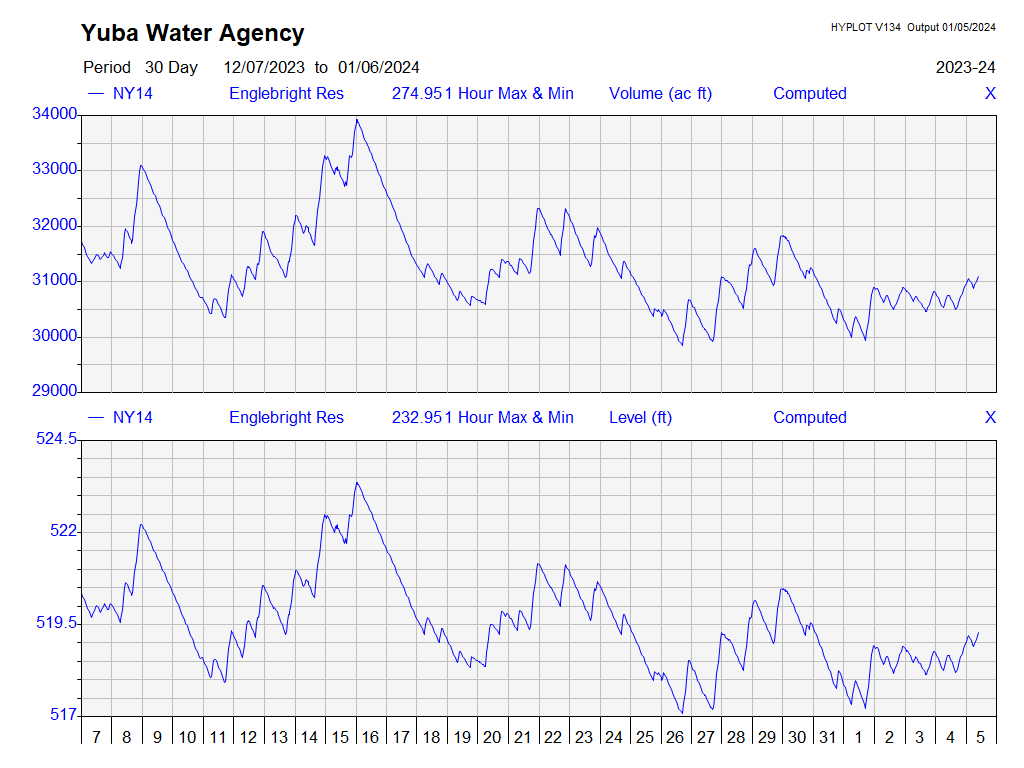 Yuba Water Agency
HYPLOT V134 Output 01/05/2024
Period 30 Day 12/07/2023 to 01/06/2024
2023-24
NY14 Englebright Res 274.951 Hour Max & Min Volume (ac ft) Computed X
34000
33000
32000
31000
30000
29000
NY14 Englebright Res 232.951 Hour Max & Min Level (ft) Computed X
524.5
522
519.5
517
7 8 9 10 11 12 13 14 15 16 17 18 19 20 21 22 23 24 25 26 27 28 29 30 31 1 2 3 4 5